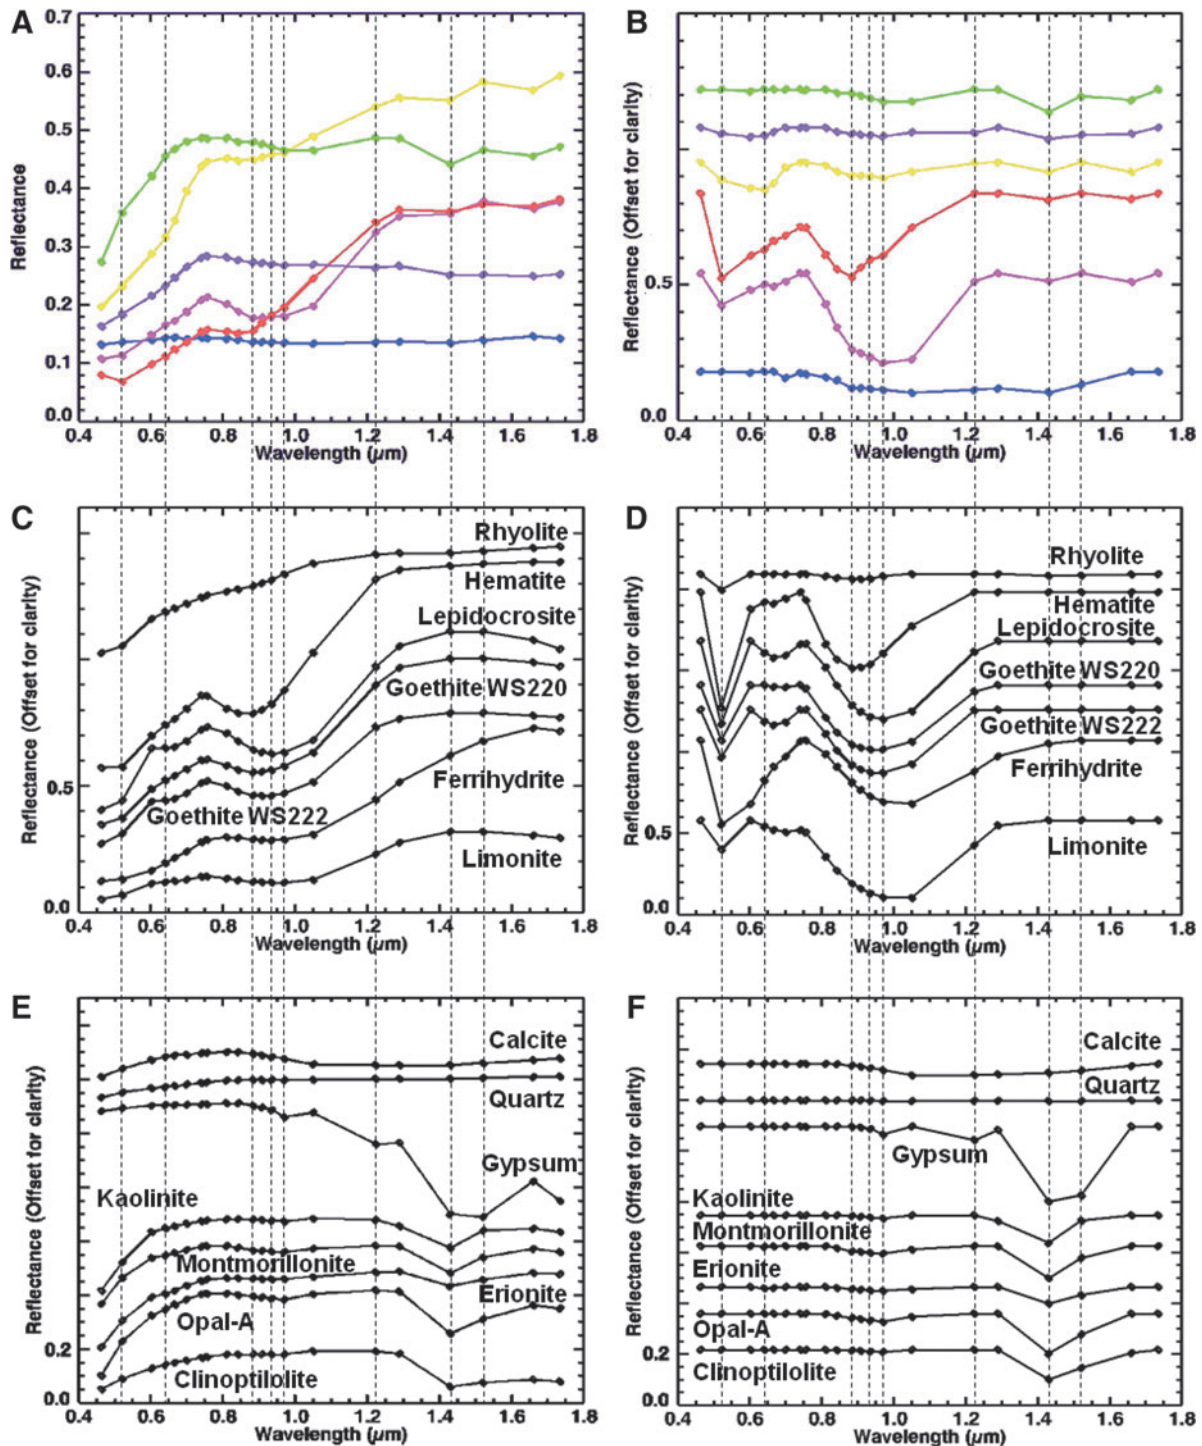 A
B
0.7
0.6
0.5
0.4
0.3
0.2
0.1
0.0
Reflectance
0.4 0.6 0.8 1.0 1.2 1.4 1.6 1.8
Wavelength (µm)
0.5
0.0
Reflectance (Offset for clarity)
0.4 0.6 0.8 1.0 1.2 1.4 1.6 1.8
Wavelength (µm)
C
Rhyolite
Hematite
Lepidocrosite
Goethite WS220
Ferrihydrite
Goethite WS222
Limonite
0.5
0.0
Reflectance (Offset for clarity)
0.4 0.6 0.8 1.0 1.2 1.4 1.6 1.8
Wavelength (µm)
D
Rhyolite
Hematite
Lepidocrosite
Goethite WS220
Goethite WS222
Ferrihydrite
Limonite
0.5
0.0
Reflectance (Offset for clarity)
0.4 0.6 0.8 1.0 1.2 1.4 1.6 1.8
Wavelength (µm)
E
Calcite
Quartz
Gypsum
Kaolinite
Montmorillonite
Erionite
Opal-A
Clinoptilolite
0.2
0.0
Reflectance (Offset for clarity)
0.4 0.6 0.8 1.0 1.2 1.4 1.6 1.8
Wavelength (µm)
F
Calcite
Quartz
Gypsum
Kaolinite
Montmorillonite
Erionite
Opal-A
Clinoptilolite
0.2
0.0
Reflectance (Offset for clarity)
0.4 0.6 0.8 1.0 1.2 1.4 1.6 1.8
Wavelength (µm)